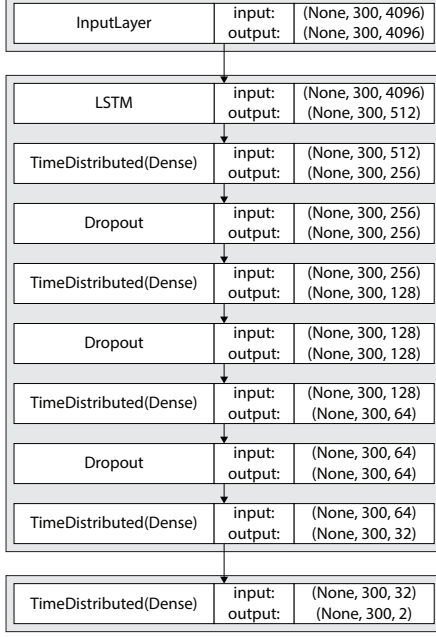 InputLayer input: (None, 300, 4096)
output: (None, 300, 4096)
LSTM input: (None, 300, 4096)
output: (None, 300, 512)
TimeDistributed(Dense) input: (None, 300, 512)
output: (None, 300, 256)
Dropout input: (None, 300, 256)
output: (None, 300, 256)
TimeDistributed(Dense) input: (None, 300, 256)
output: (None, 300, 128)
Dropout input: (None, 300, 128)
output: (None, 300, 128)
TimeDistributed(Dense) input: (None, 300, 128)
output: (None, 300, 64)
Dropout input: (None, 300, 64)
output: (None, 300, 64)
TimeDistributed(Dense) input: (None, 300, 64)
output: (None, 300, 32)
TimeDistributed(Dense) input: (None, 300, 32)
output: (None, 300, 2)